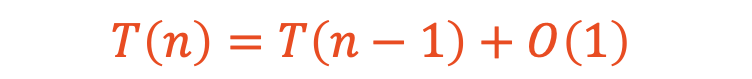 T(n) = T(n − 1) + O(1)